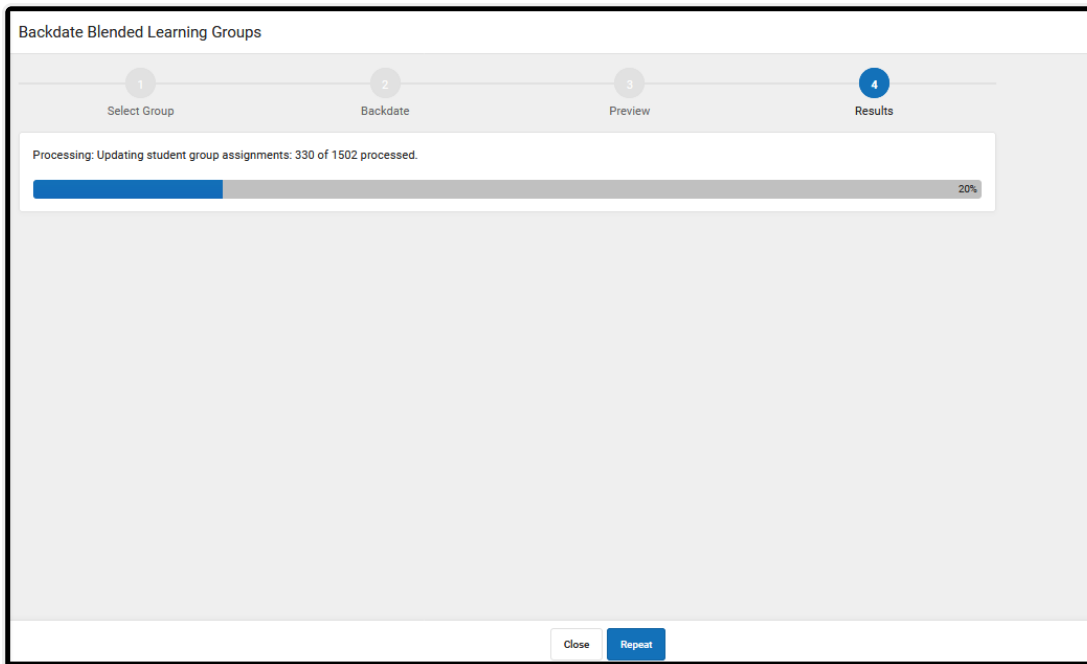 Backdate Blended Learning Groups
1 2 3 4
Select Group Backdate Preview Results
Processing: Updating student group assignments: 330 of 1502 processed.
20%
Close Repeat